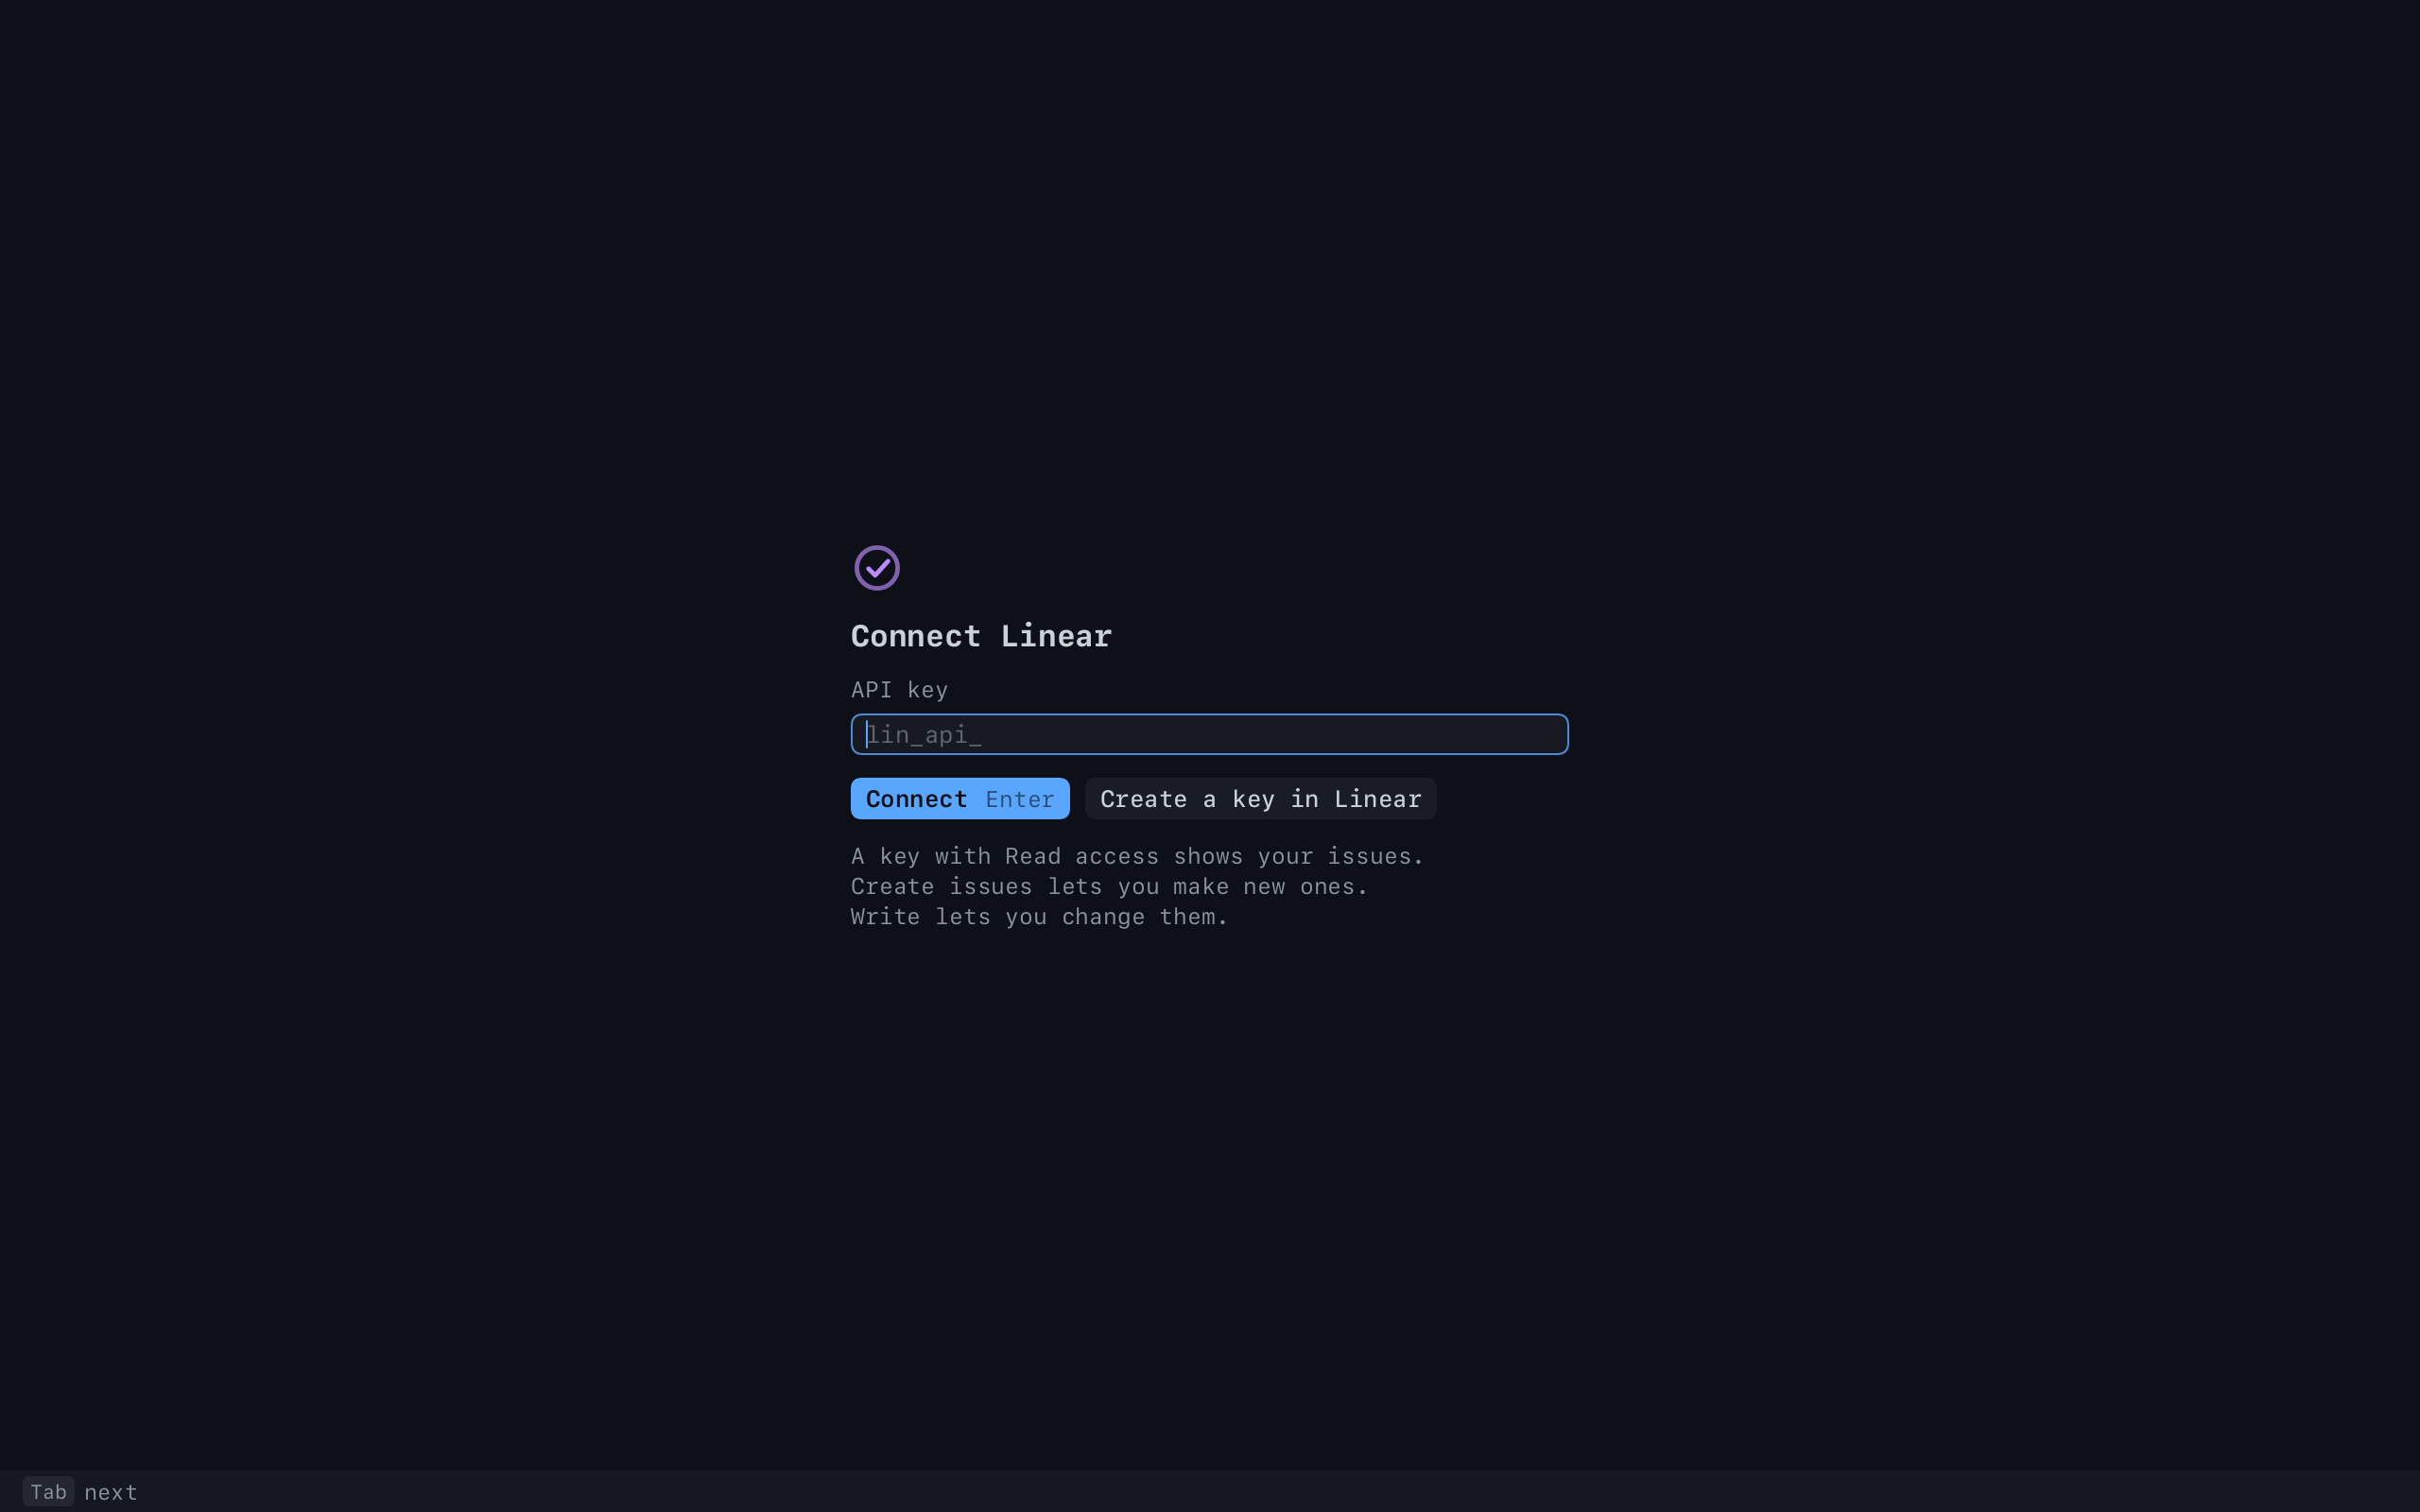 Connect Linear
API key
lin_api_
Connect Enter Create a key in Linear
A key with Read access shows your issues.
Create issues lets you make new ones.
Write lets you change them.
Tab next